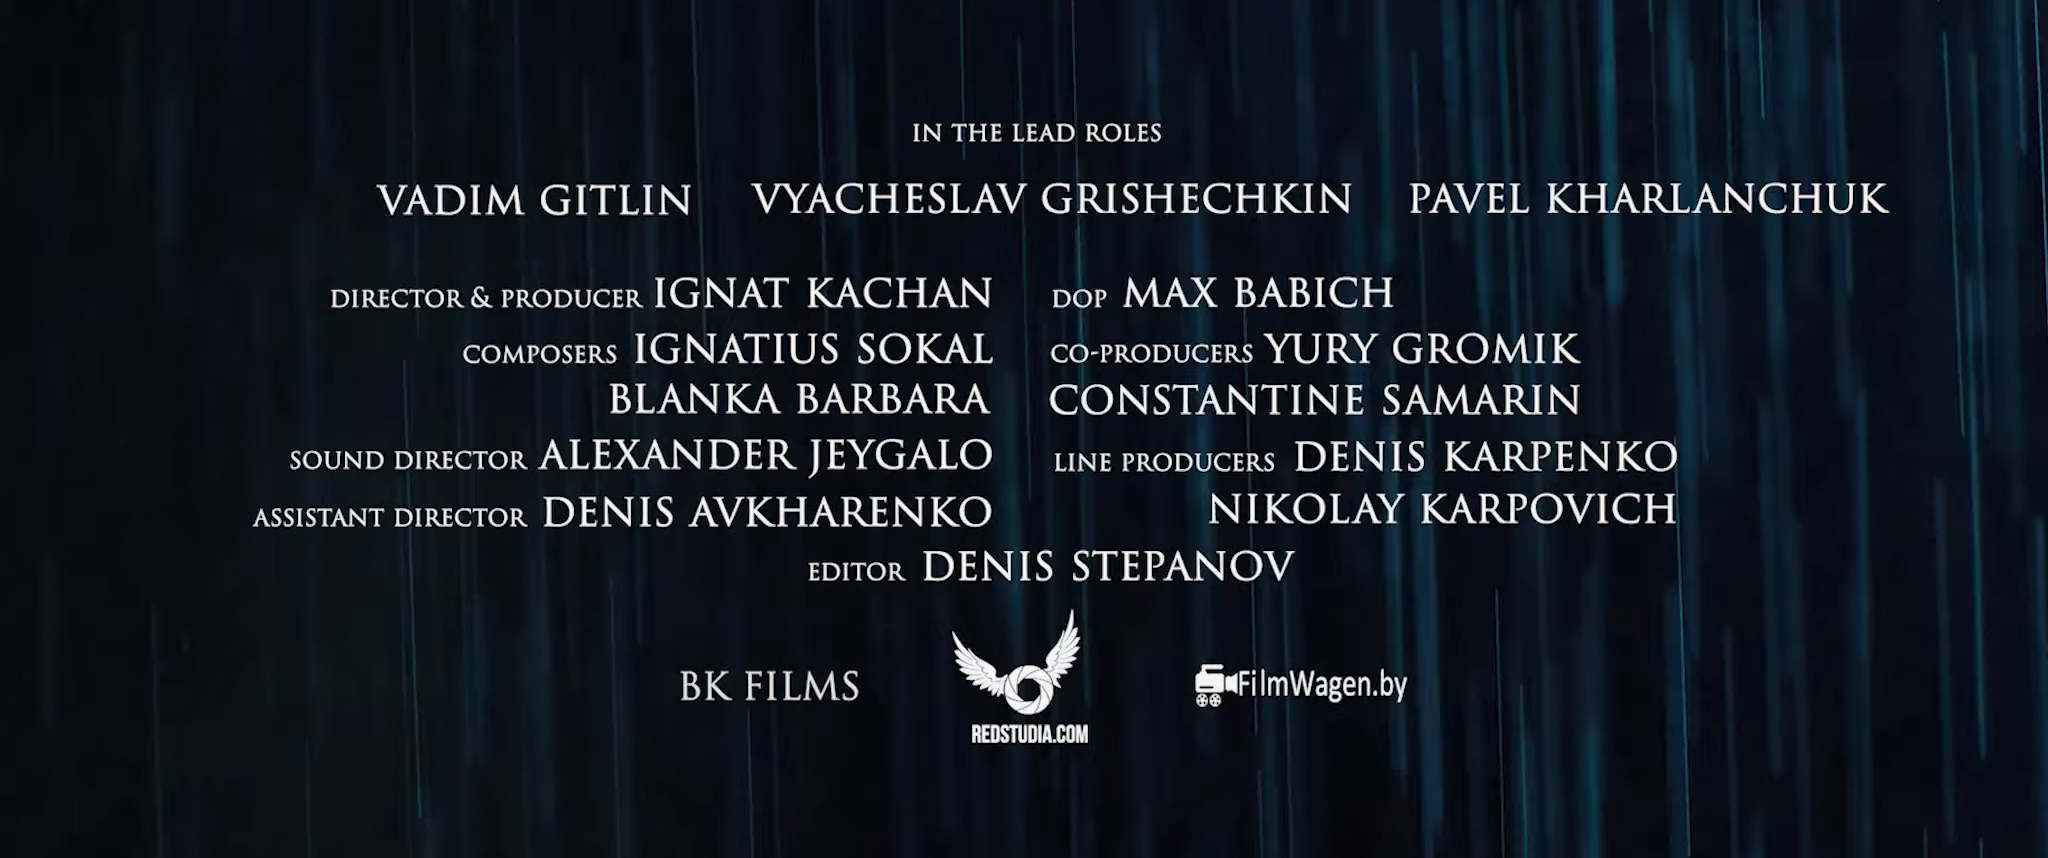 IN THE LEAD ROLES
VADIM GITLIN VYACHESLAV GRISHECHKIN PAVEL KHARLANCHUK
DIRECTOR & PRODUCER IGNAT KACHAN DOP MAX BABICH
COMPOSERS IGNATIUS SOKAL CO-PRODUCERS YURY GROMIK
BLANKA BARBARA CONSTANTINE SAMARIN
SOUND DIRECTOR ALEXANDER JEYGALO LINE PRODUCERS DENIS KARPENKO
ASSISTANT DIRECTOR DENIS AVKHARENKO NIKOLAY KARPOVICH
EDITOR DENIS STEPANOV
BK FILMS REDSTUDIA.COM FilmWagen.by